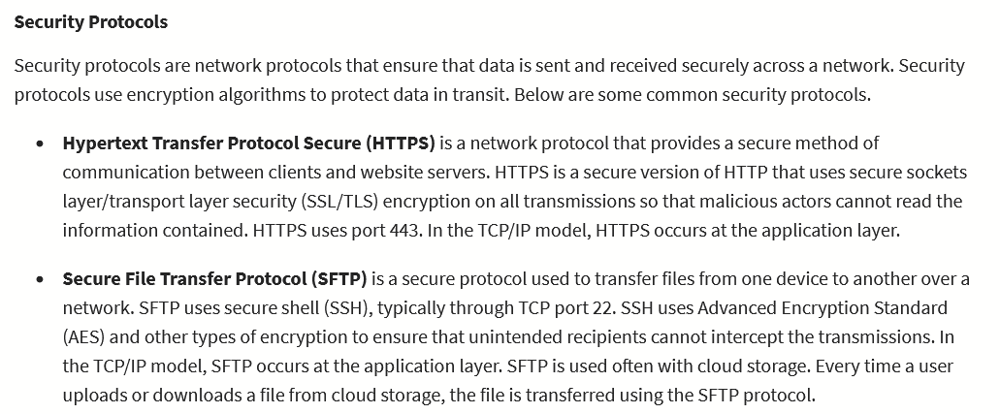 Security Protocols
Security protocols are network protocols that ensure that data is sent and received securely across a network. Security
protocols use encryption algorithms to protect data in transit. Below are some common security protocols.
• Hypertext Transfer Protocol Secure (HTTPS) is a network protocol that provides a secure method of
communication between clients and website servers. HTTPS is a secure version of HTTP that uses secure sockets
layer/transport layer security (SSL/TLS) encryption on all transmissions so that malicious actors cannot read the
information contained. HTTPS uses port 443. In the TCP/IP model, HTTPS occurs at the application layer.
• Secure File Transfer Protocol (SFTP) is a secure protocol used to transfer files from one device to another over a
network. SFTP uses secure shell (SSH), typically through TCP port 22. SSH uses Advanced Encryption Standard
(AES) and other types of encryption to ensure that unintended recipients cannot intercept the transmissions. In
the TCP/IP model, SFTP occurs at the application layer. SFTP is used often with cloud storage. Every time a user
uploads or downloads a file from cloud storage, the file is transferred using the SFTP protocol.